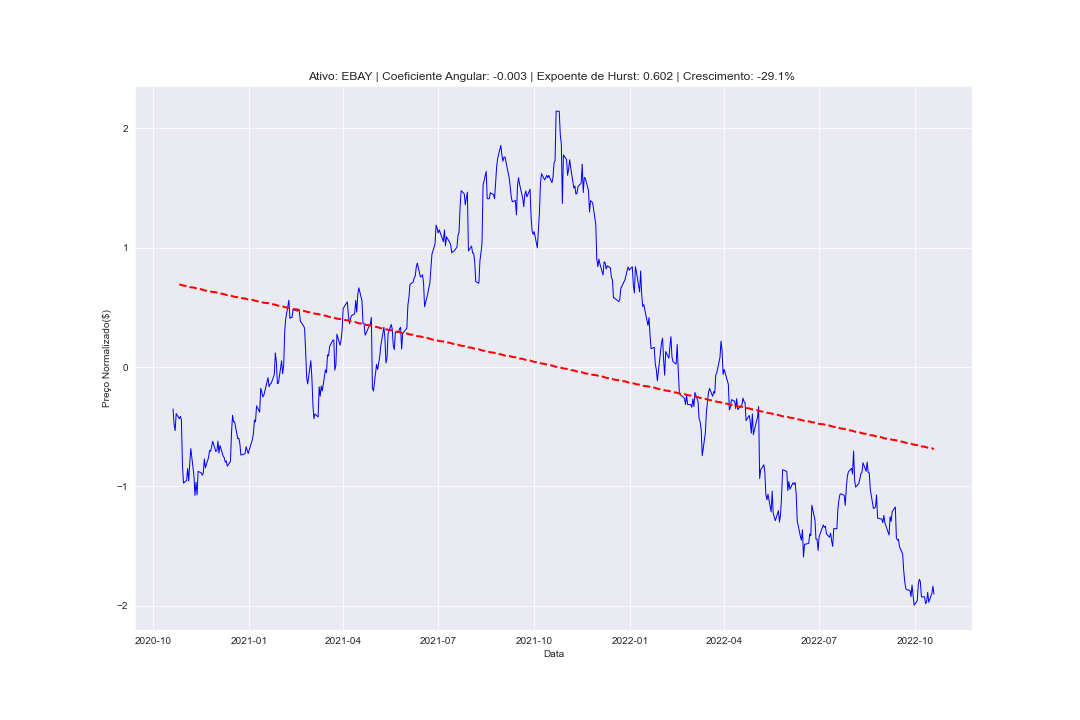 Ativo: EBAY | Coeficiente Angular: -0.003 | Expoente de Hurst: 0.602 | Crescimento: -29.1%
Preço Normalizado($)
2
1
0
−1
−2
2020-10 2021-01 2021-04 2021-07 2021-10 2022-01 2022-04 2022-07 2022-10
Data